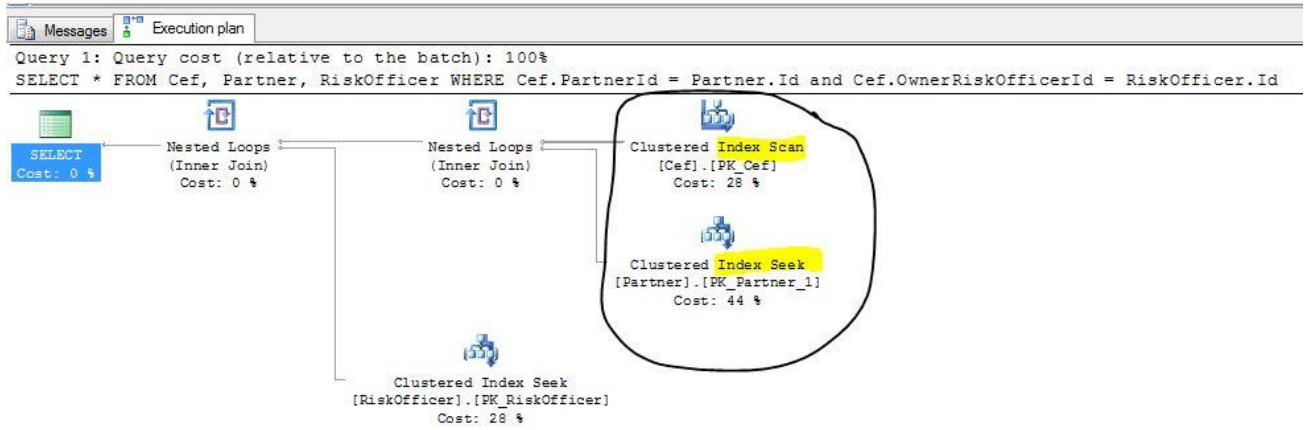 Messages Execution plan
Query 1: Query cost (relative to the batch): 100%
SELECT * FROM Cef, Partner, RiskOfficer WHERE Cef.PartnerId = Partner.Id and Cef.OwnerRiskOfficerId = RiskOfficer.Id
SELECT
Cost: 0 %
Nested Loops
(Inner Join)
Cost: 0 %
Nested Loops
(Inner Join)
Cost: 0 %
Clustered Index Scan
[Cef].[PK_Cef]
Cost: 28 %
Clustered Index Seek
[Partner].[PK_Partner_1]
Cost: 44 %
Clustered Index Seek
[RiskOfficer].[PK_RiskOfficer]
Cost: 28 %